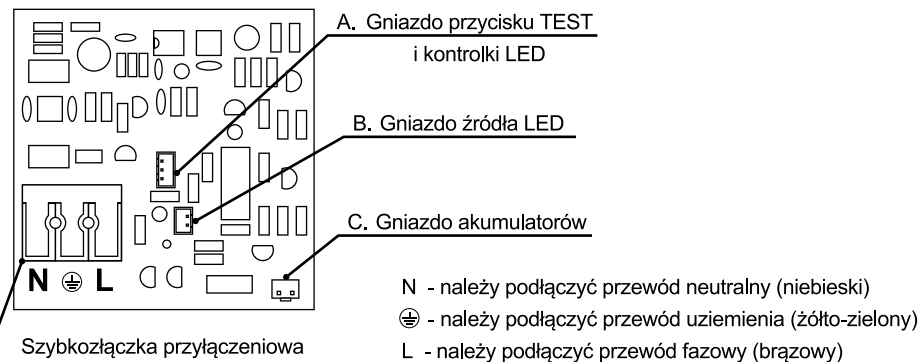 A. Gniazdo przycisku TEST
i kontrolki LED
B. Gniazdo źródła LED
C. Gniazdo akumulatorów
N L
Szybkozłączka przyłączeniowa
N - należy podłączyć przewód neutralny (niebieski)
⏚ - należy podłączyć przewód uziemienia (żółto-zielony)
L - należy podłączyć przewód fazowy (brązowy)